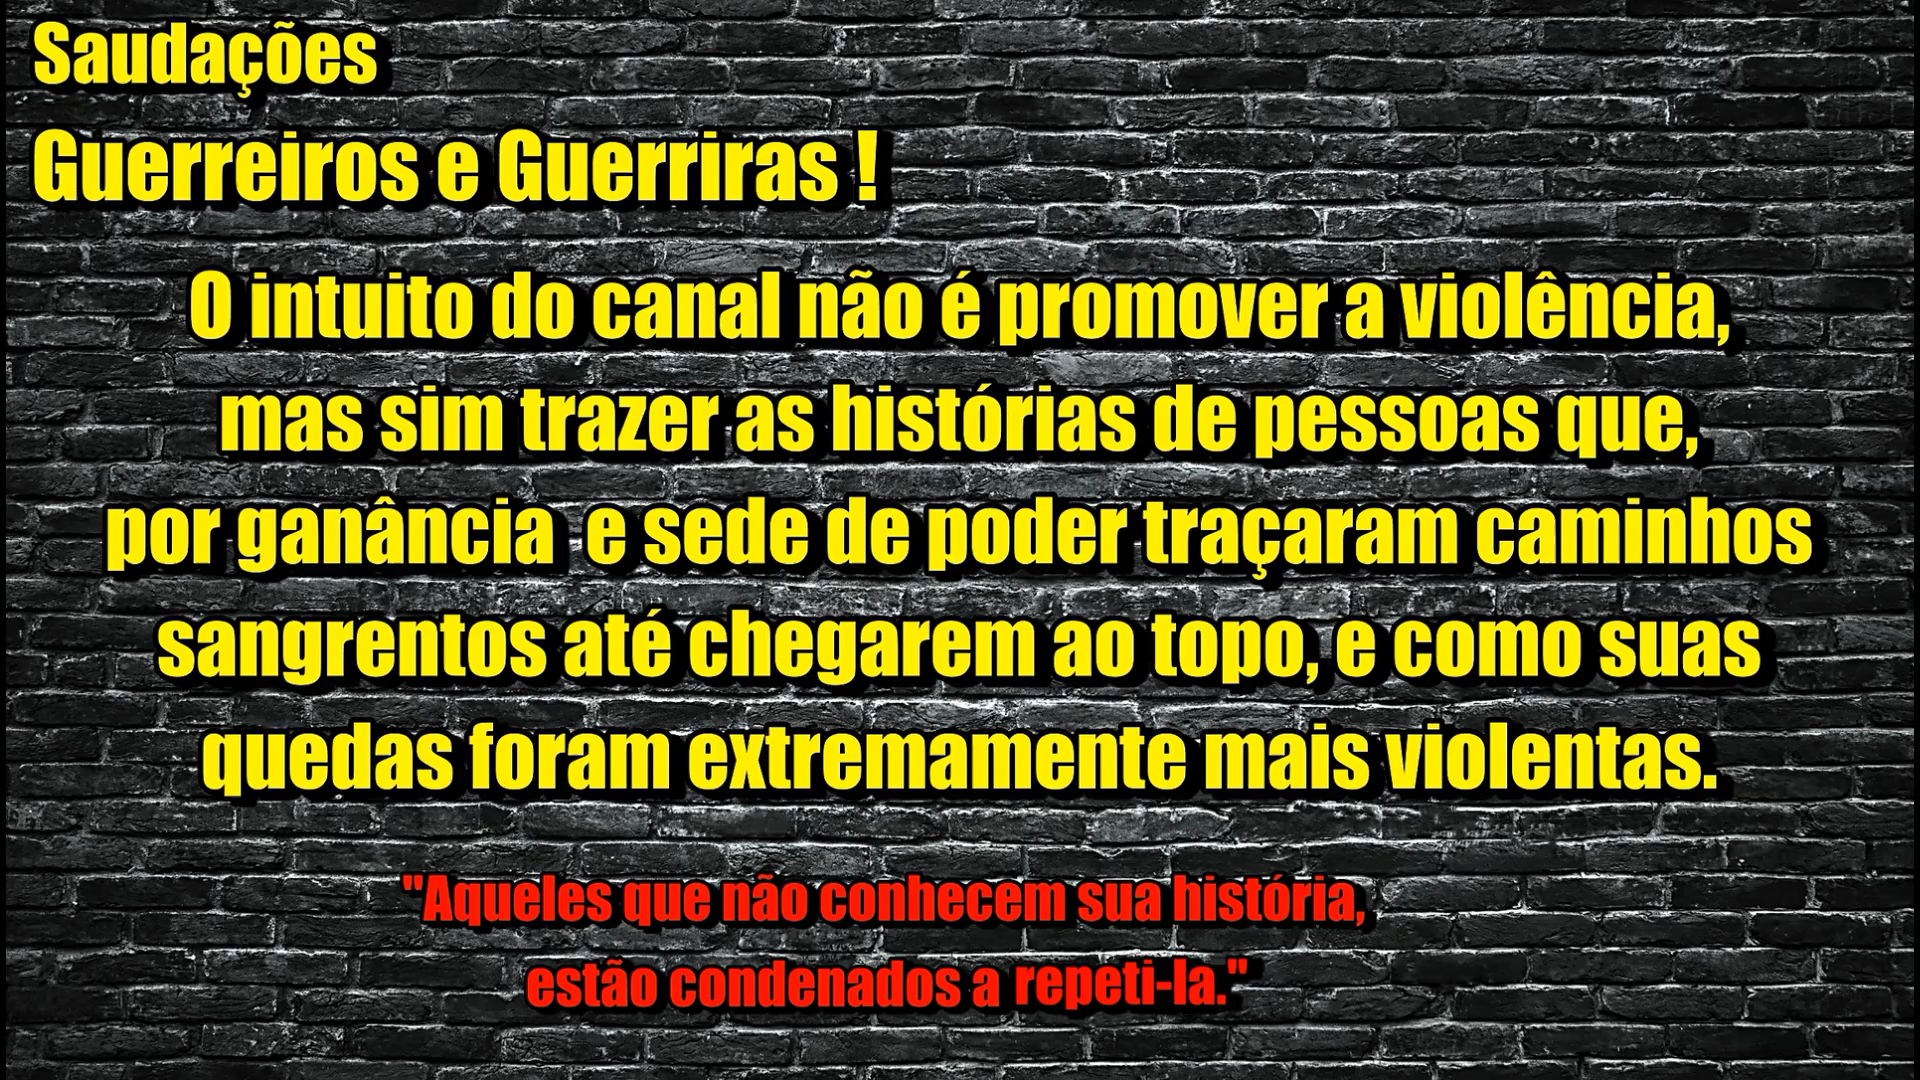 Saudações
Guerreiros e Guerriras !
O intuito do canal não é promover a violência,
mas sim trazer as histórias de pessoas que,
por ganância e sede de poder traçaram caminhos
sangrentos até chegarem ao topo, e como suas
quedas foram extremamente mais violentas.
"Aqueles que não conhecem sua história,
estão condenados a repeti-la."